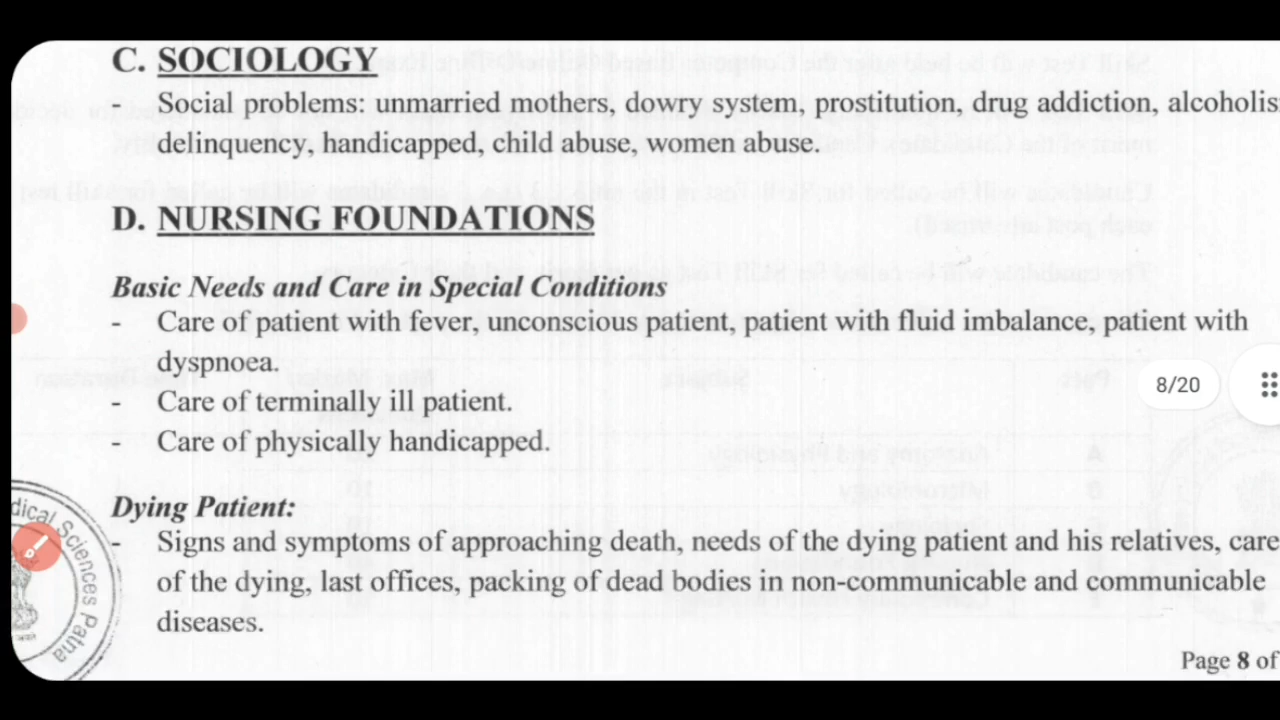 C. SOCIOLOGY
- Social problems: unmarried mothers, dowry system, prostitution, drug addiction, alcoholis
delinquency, handicapped, child abuse, women abuse.
D. NURSING FOUNDATIONS
Basic Needs and Care in Special Conditions
- Care of patient with fever, unconscious patient, patient with fluid imbalance, patient with
dyspnoea.
8/20
- Care of terminally ill patient.
- Care of physically handicapped.
Dying Patient:
- Signs and symptoms of approaching death, needs of the dying patient and his relatives, care
of the dying, last offices, packing of dead bodies in non-communicable and communicable
diseases.
dical Sciences Patna
Page 8 of